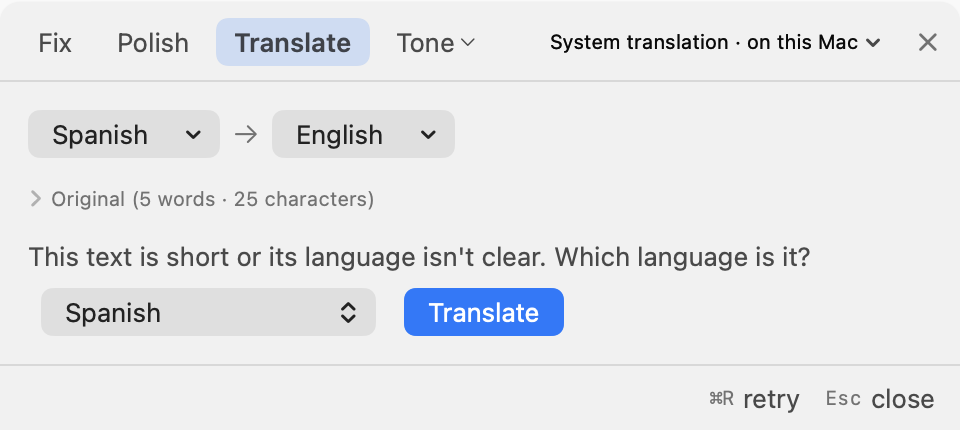 Fix Polish Translate Tone System translation · on this Mac
Spanish → English
Original (5 words · 25 characters)
This text is short or its language isn't clear. Which language is it?
Spanish Translate
⌘R retry Esc close